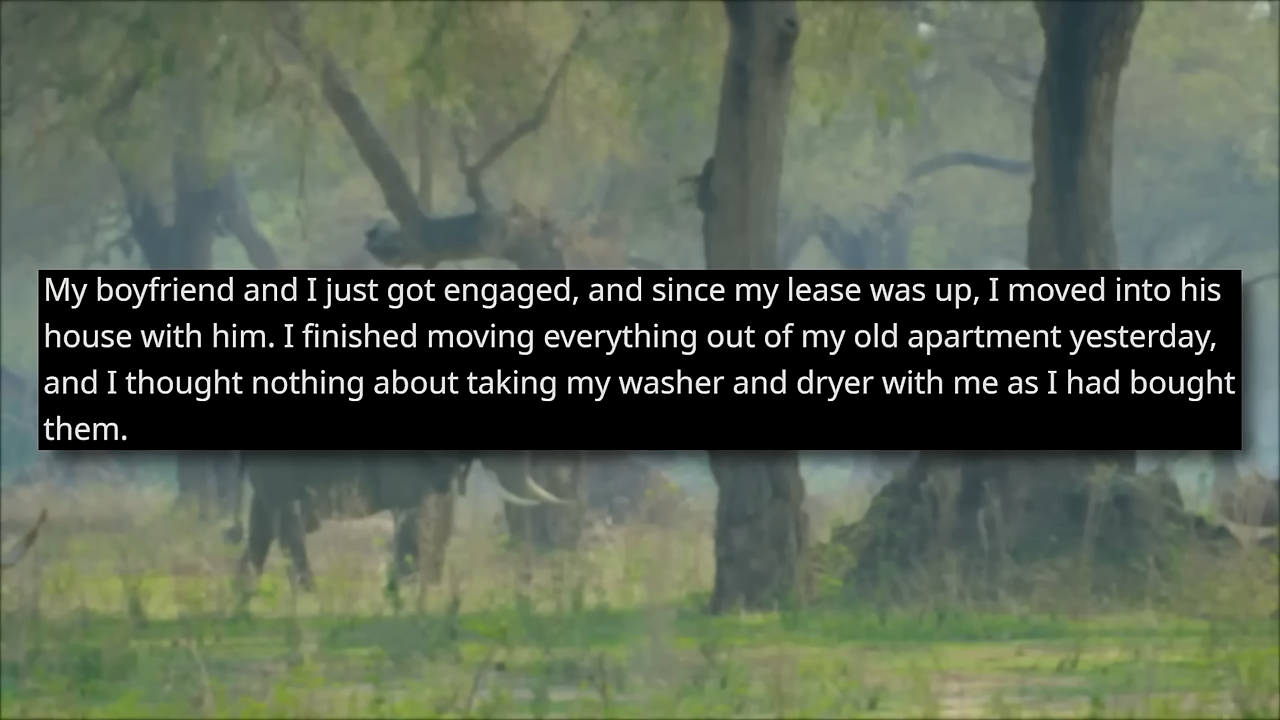 My boyfriend and I just got engaged, and since my lease was up, I moved into his
house with him. I finished moving everything out of my old apartment yesterday,
and I thought nothing about taking my washer and dryer with me as I had bought
them.